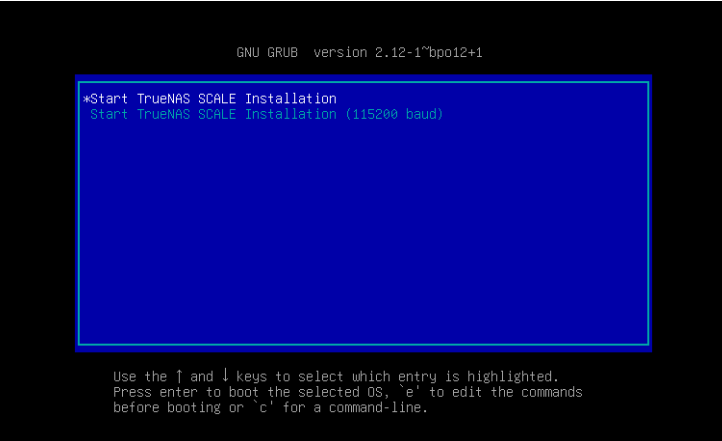 GNU GRUB  version 2.12-1~bpo12+1
*Start TrueNAS SCALE Installation
Start TrueNAS SCALE Installation (115200 baud)
Use the ↑ and ↓ keys to select which entry is highlighted.
Press enter to boot the selected OS, `e' to edit the commands
before booting or `c' for a command-line.